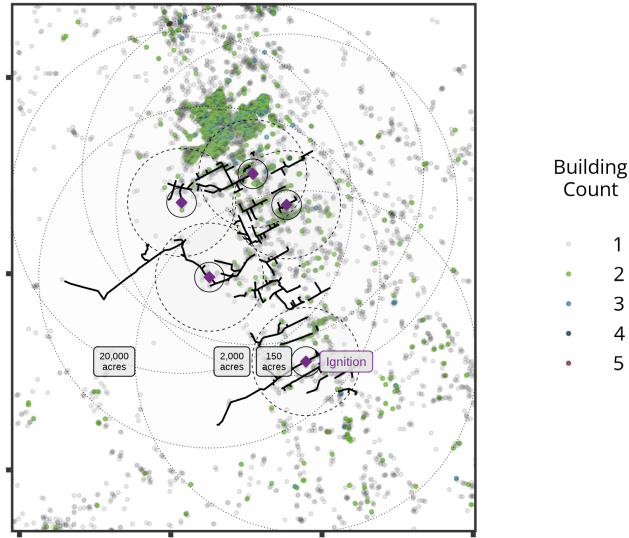 Building
Count
1
2
3
4
5
20,000
acres
2,000
acres
150
acres
Ignition